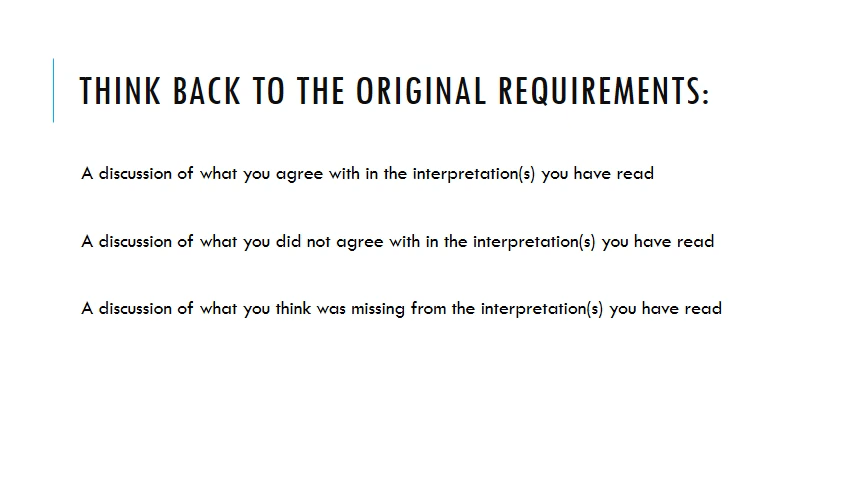 THINK BACK TO THE ORIGINAL REQUIREMENTS:
A discussion of what you agree with in the interpretation(s) you have read
A discussion of what you did not agree with in the interpretation(s) you have read
A discussion of what you think was missing from the interpretation(s) you have read